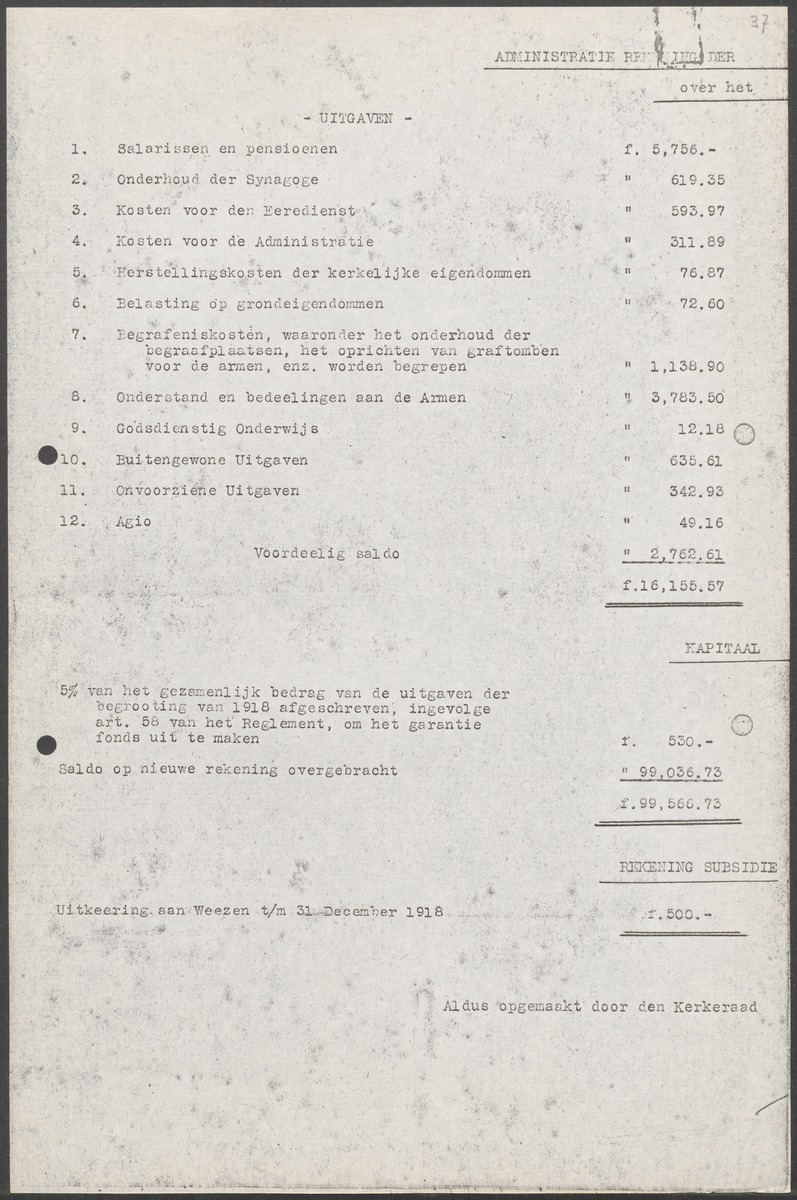 37
ADMINISTRATIE REKENING DER
over het
- UITGAVEN -
1. Salarissen en pensioenen f. 5,756.-
2. Onderhoud der Synagoge " 619.35
3. Kosten voor den Eeredienst " 593.97
4. Kosten voor de Administratie " 311.89
5. Herstellingskosten der kerkelijke eigendommen " 76.87
6. Belasting op grondeigendommen " 72.60
7. Begrafeniskosten, waaronder het onderhoud der
begraafplaatsen, het oprichten van graftomben
voor de armen, enz. worden begrepen " 1,138.90
8. Onderstand en bedeelingen aan de Armen " 3,783.50
9. Godsdienstig Onderwijs " 12.18
10. Buitengewone Uitgaven " 635.61
11. Onvoorziene Uitgaven " 342.93
12. Agio " 49.16
Voordeelig saldo " 2,762.61
f.16,155.57
KAPITAAL
5% van het gezamenlijk bedrag van de uitgaven der
begrooting van 1918 afgeschreven, ingevolge
art. 58 van het Reglement, om het garantie
fonds uit te maken f. 530.-
Saldo op nieuwe rekening overgebracht " 99,036.73
f.99,566.73
REKENING SUBSIDIE
Uitkeering aan Weezen t/m 31 December 1918 f.500.-
Aldus opgemaakt door den Kerkeraad